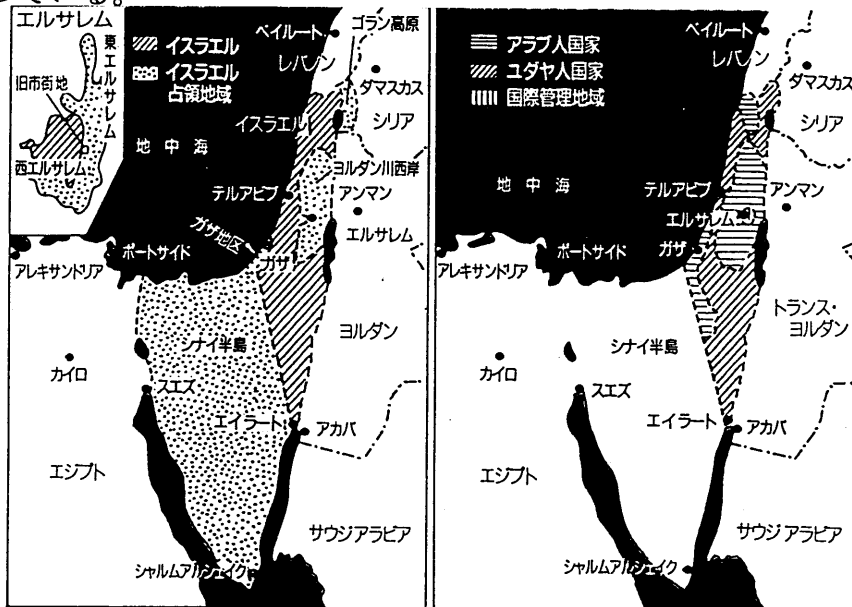 ている。
エルサレム
東エルサレム
旧市街地
西エルサレム
イスラエル
イスラエル
占領地域
ベイルート
レバノン
ゴラン高原
ダマスカス
シリア
イスラエル
地中海
ヨルダン川西岸
テルアビブ
アンマン
エルサレム
ガザ地区
ガザ
ポートサイド
アレキサンドリア
シナイ半島
ヨルダン
カイロ
スエズ
エイラート
アカバ
エジプト
サウジアラビア
シャルムアルシェイク
アラブ人国家
ユダヤ人国家
国際管理地域
ベイルート
レバノン
ダマスカス
シリア
地中海
テルアビブ
アンマン
エルサレム
ガザ
ポートサイド
アレキサンドリア
トランス・
ヨルダン
シナイ半島
カイロ
スエズ
エイラート
アカバ
エジプト
サウジアラビア
シャルムアルシェイク